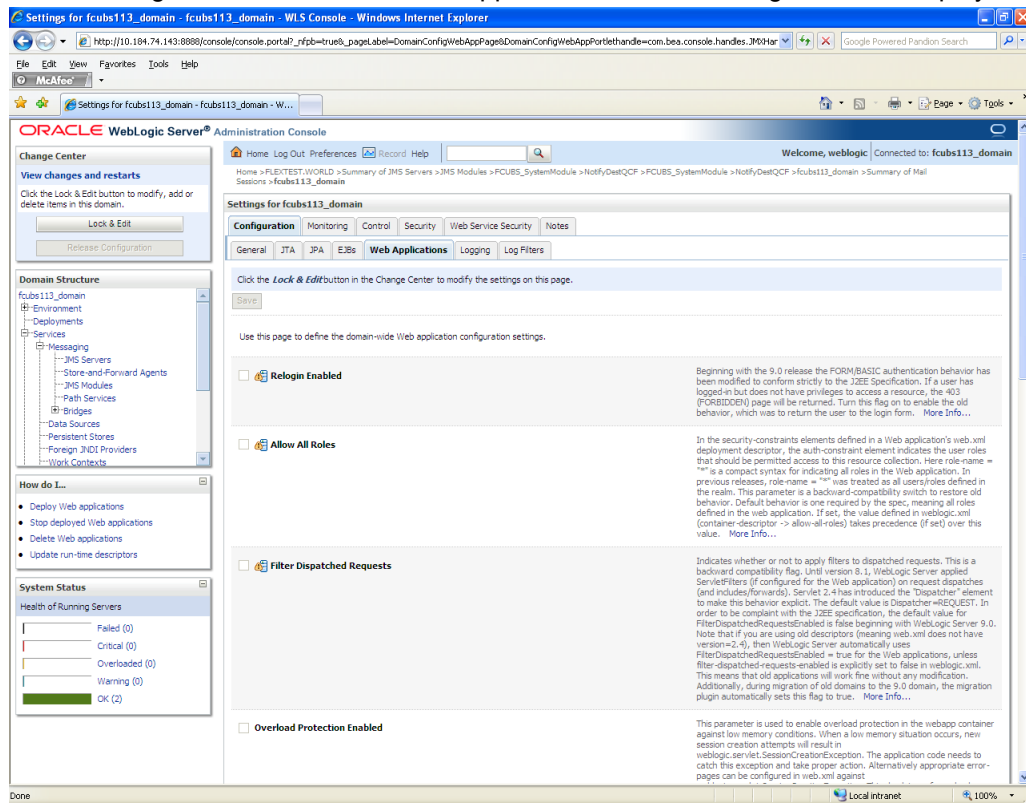 Settings for fcubs113_domain - fcubs113_domain - WLS Console - Windows Internet Explorer
http://10.184.74.143:8888/console/console.portal?_nfpb=true&_pageLabel=DomainConfigWebAppPage&DomainConfigWebAppPortlethandle=com.bea.console.handles.JMXHar
Google Powered Pandion Search
File Edit View Favorites Tools Help
McAfee
Settings for fcubs113_domain - fcubs113_domain - W...
Page Tools
ORACLE WebLogic Server® Administration Console
Change Center
View changes and restarts
Click the Lock & Edit button to modify, add or
delete items in this domain.
Lock & Edit
Release Configuration
Domain Structure
fcubs113_domain
Environment
Deployments
Services
Messaging
JMS Servers
Store-and-Forward Agents
JMS Modules
Path Services
Bridges
Data Sources
Persistent Stores
Foreign JNDI Providers
Work Contexts
How do I...
Deploy Web applications
Stop deployed Web applications
Delete Web applications
Update run-time descriptors
System Status
Health of Running Servers
Failed (0)
Critical (0)
Overloaded (0)
Warning (0)
OK (2)
Home Log Out Preferences Record Help
Welcome, weblogic Connected to: fcubs113_domain
Home >FLEXTEST.WORLD >Summary of JMS Servers >JMS Modules >FCUBS_SystemModule >NotifyDestQCF >FCUBS_SystemModule >NotifyDestQCF >fcubs113_domain >Summary of Mail
Sessions >fcubs113_domain
Settings for fcubs113_domain
Configuration Monitoring Control Security Web Service Security Notes
General JTA JPA EJBs Web Applications Logging Log Filters
Click the Lock & Edit button in the Change Center to modify the settings on this page.
Save
Use this page to define the domain-wide Web application configuration settings.
Relogin Enabled
Beginning with the 9.0 release the FORM/BASIC authentication behavior has
been modified to conform strictly to the J2EE Specification. If a user has
logged-in but does not have privileges to access a resource, the 403
(FORBIDDEN) page will be returned. Turn this flag on to enable the old
behavior, which was to return the user to the login form. More Info...
Allow All Roles
In the security-constraints elements defined in a Web application's web.xml
deployment descriptor, the auth-constraint element indicates the user roles
that should be permitted access to this resource collection. Here role-name =
"*" is a compact syntax for indicating all roles in the Web application. In
previous releases, role-name = "*" was treated as all users/roles defined in
the realm. This parameter is a backward-compatibility switch to restore old
behavior. Default behavior is one required by the spec, meaning all roles
defined in the web application. If set, the value defined in weblogic.xml
(container-descriptor -> allow-all-roles) takes precedence (if set) over this
value. More Info...
Filter Dispatched Requests
Indicates whether or not to apply filters to dispatched requests. This is a
backward compatibility flag. Until version 8.1, WebLogic Server applied
ServletFilters (if configured for the Web application) on request dispatches
(and includes/forwards). Servlet 2.4 has introduced the "Dispatcher" element
to make this behavior explicit. The default value is Dispatcher=REQUEST. In
order to be complaint with the J2EE specification, the default value for
FilterDispatchedRequestsEnabled is false beginning with WebLogic Server 9.0.
Note that if you are using old descriptors (meaning web.xml does not have
version=2.4), then WebLogic Server automatically uses
FilterDispatchedRequestsEnabled = true for the Web applications, unless
filter-dispatched-requests-enabled is explicitly set to false in weblogic.xml.
This means that old applications will work fine without any modification.
Additionally, during migration of old domains to the 9.0 domain, the migration
plugin automatically sets this flag to true. More Info...
Overload Protection Enabled
This parameter is used to enable overload protection in the webapp container
against low memory conditions. When a low memory situation occurs, new
session creation attempts will result in
weblogic.servlet.SessionCreationException. The application code needs to
catch this exception and take proper action. Alternatively appropriate error-
pages can be configured in web.xml against
Done
Local intranet
100%